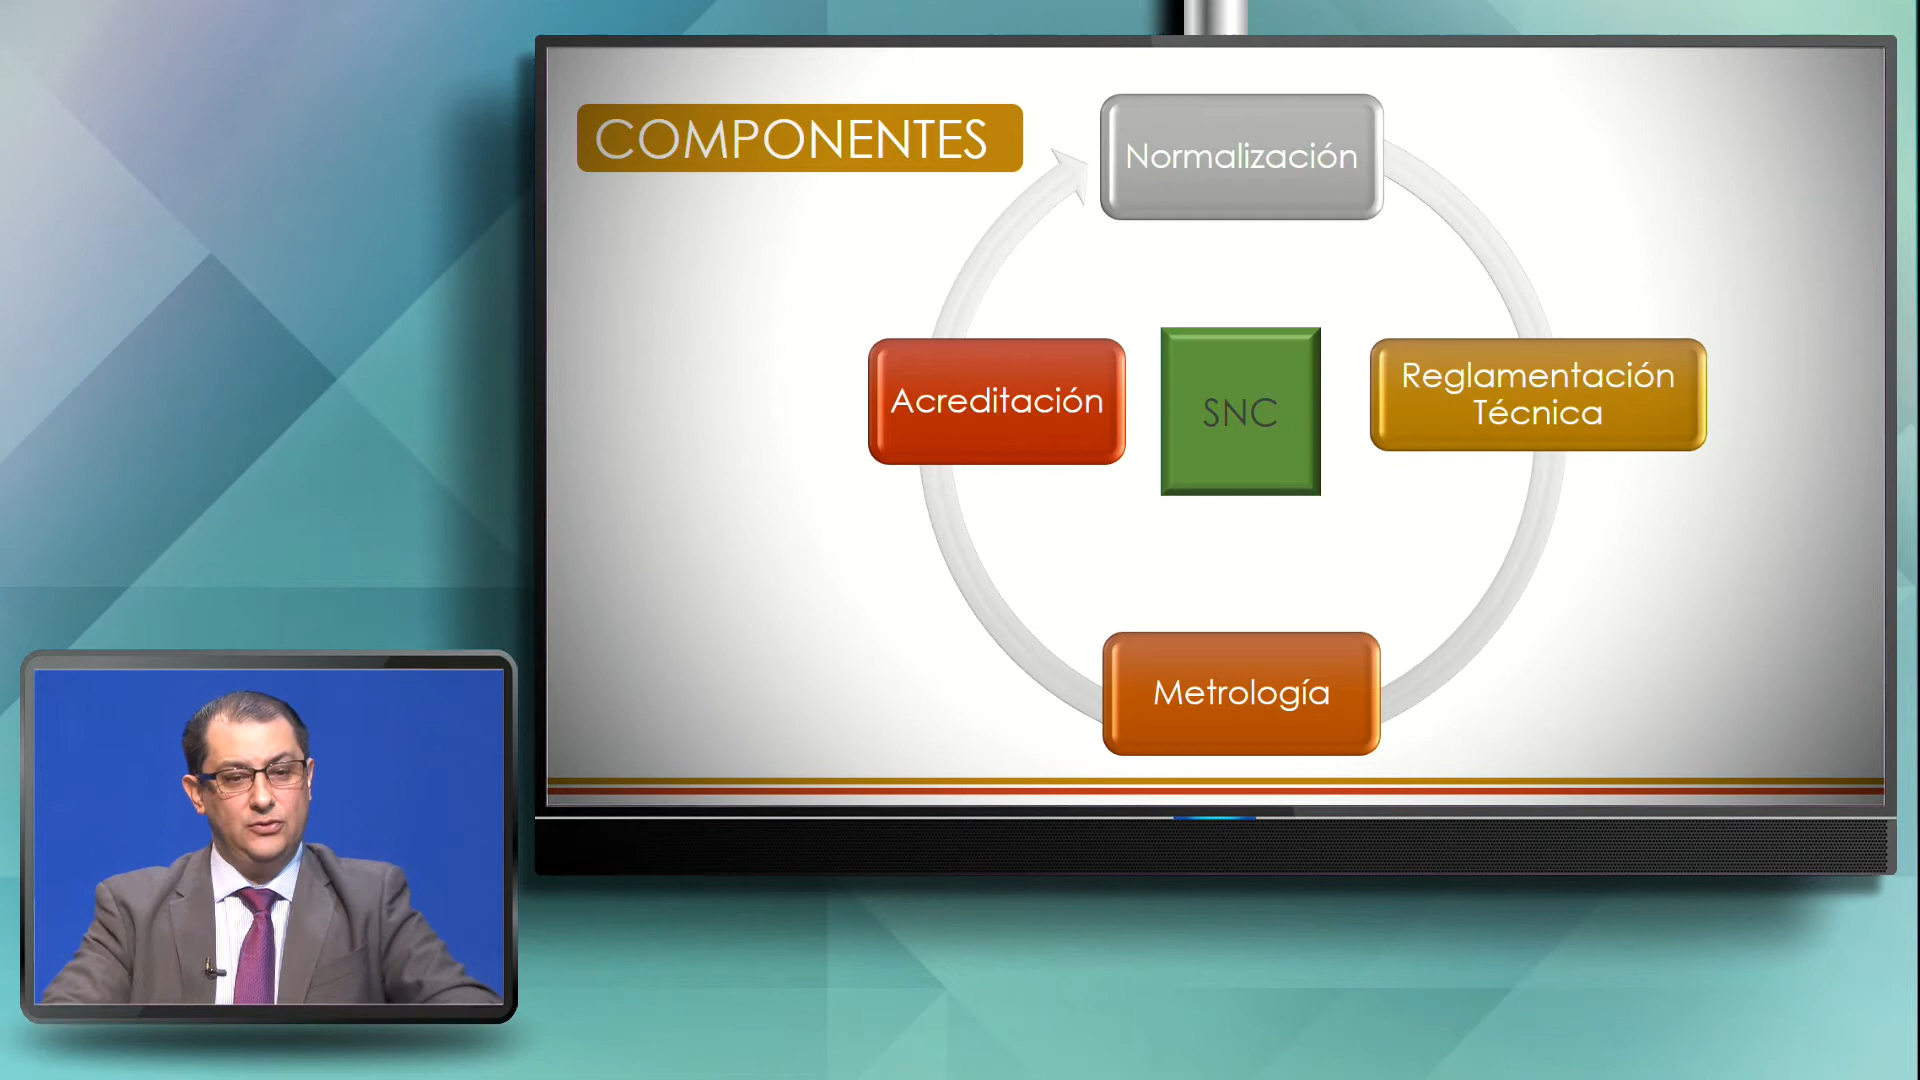 COMPONENTES
Normalización
Acreditación
SNC
Reglamentación
Técnica
Metrología